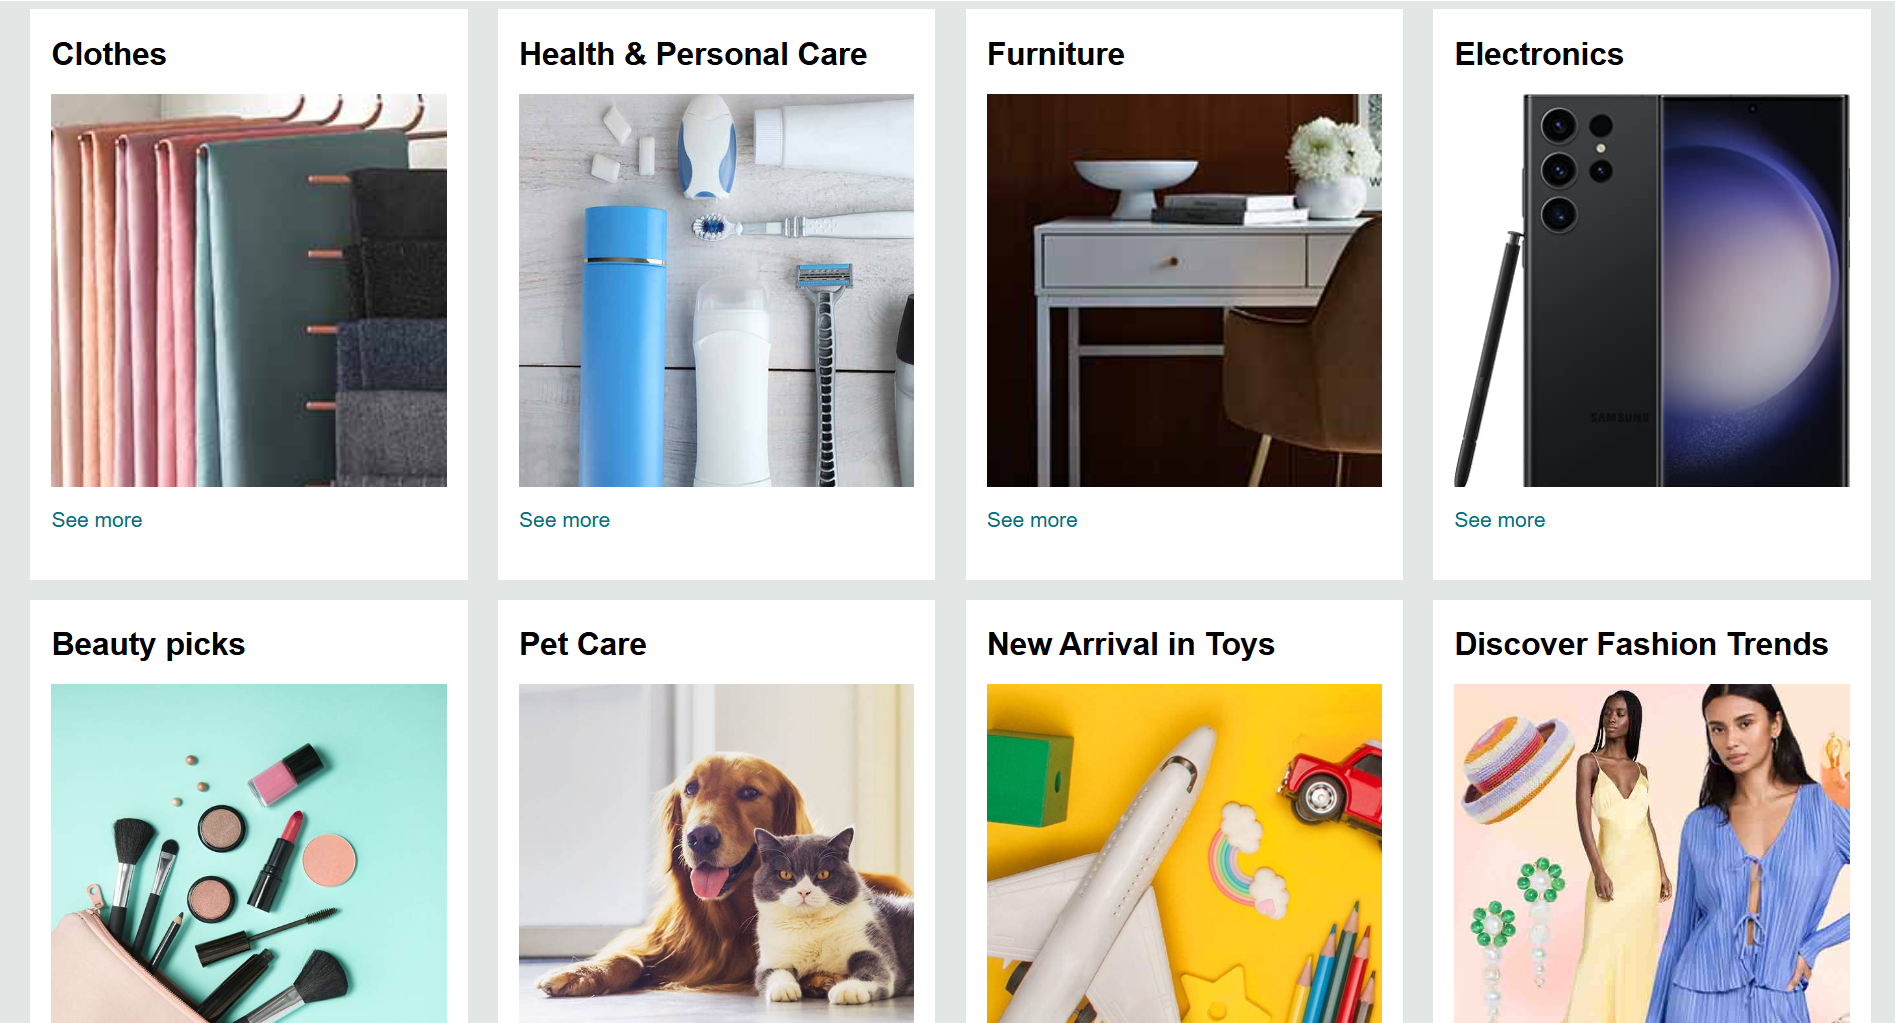 Clothes
Health & Personal Care
Furniture
Electronics
SAMSUNG
See more
See more
See more
See more
Beauty picks
Pet Care
New Arrival in Toys
Discover Fashion Trends